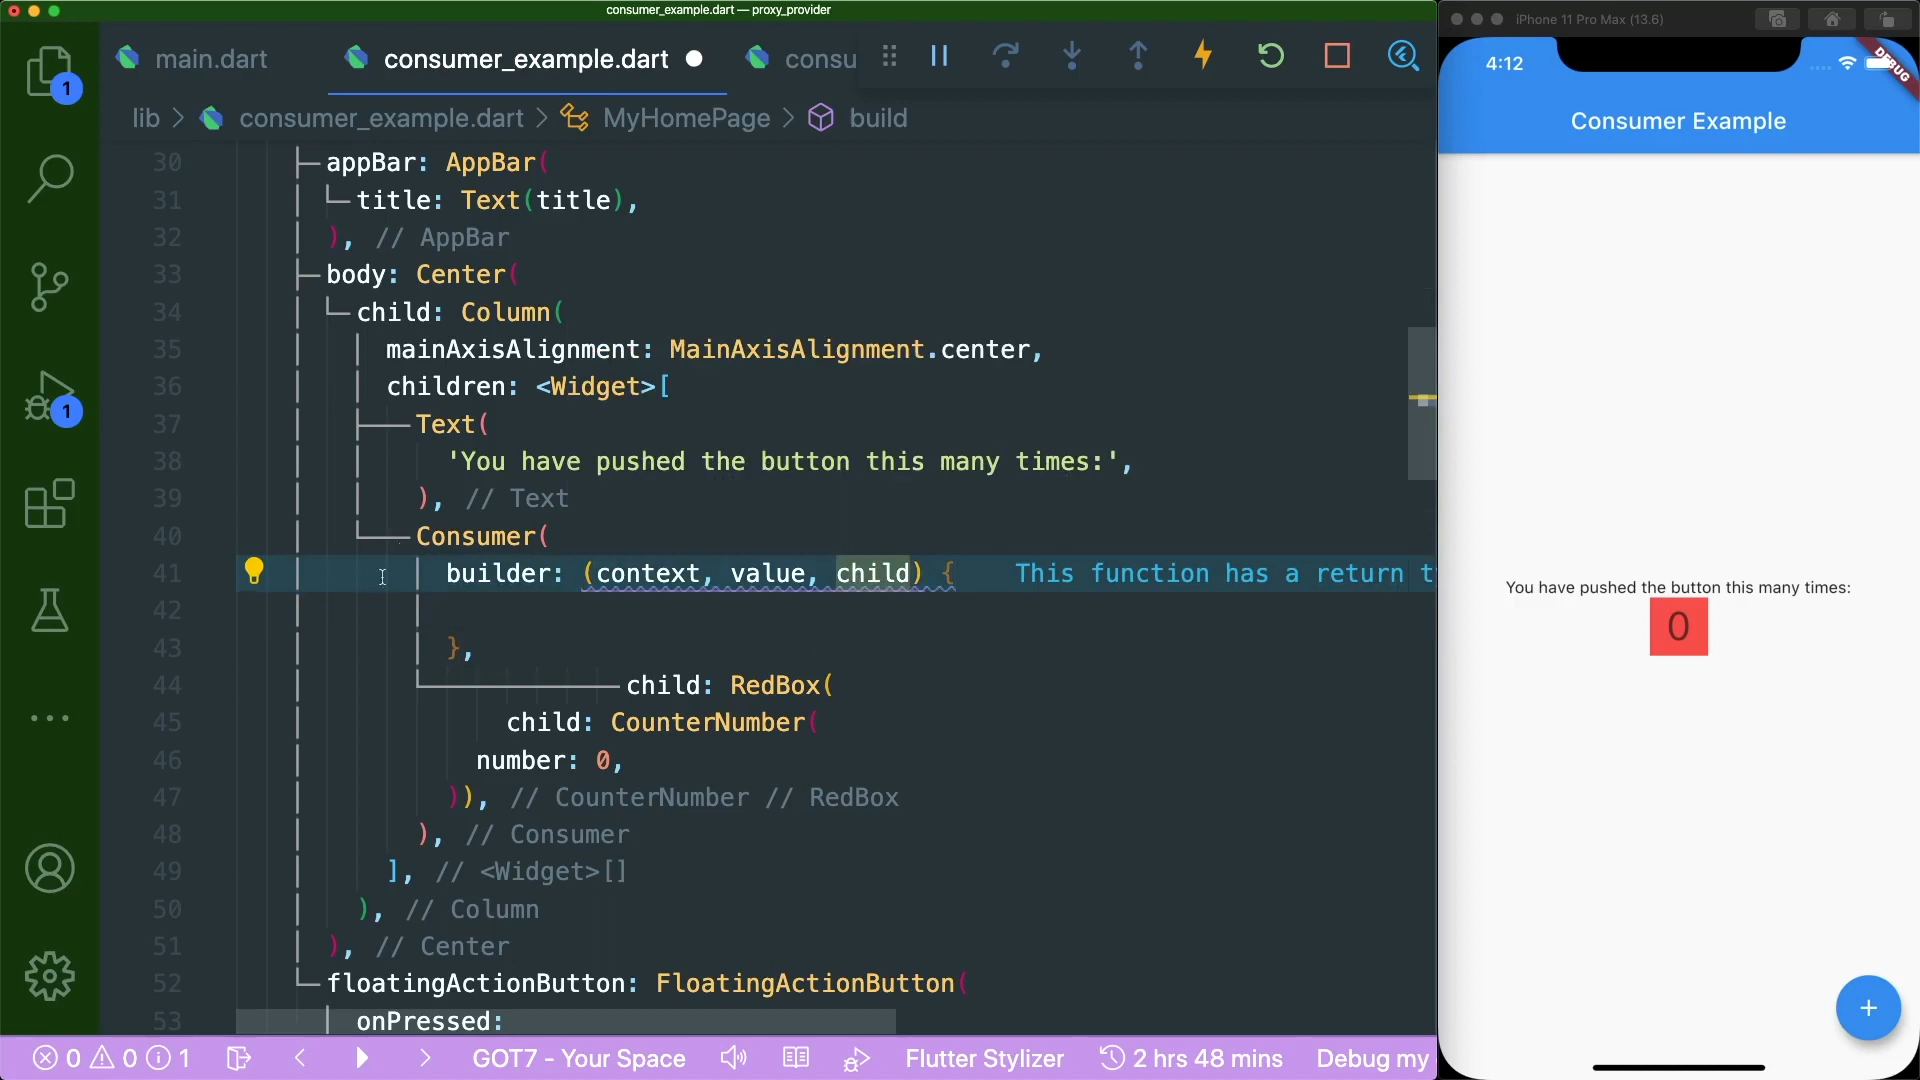 consumer_example.dart — proxy_provider
main.dart
consumer_example.dart
consu
lib > consumer_example.dart > MyHomePage > build
30 appBar: AppBar(
31 title: Text(title),
32 ), // AppBar
33 body: Center(
34 child: Column(
35 mainAxisAlignment: MainAxisAlignment.center,
36 children: <Widget>[
37 Text(
38 'You have pushed the button this many times:',
39 ), // Text
40 Consumer(
41 builder: (context, value, child) { This function has a return t
42
43 },
44 child: RedBox(
45 child: CounterNumber(
46 number: 0,
47 )), // CounterNumber // RedBox
48 ), // Consumer
49 ], // <Widget>[]
50 ), // Column
51 ), // Center
52 floatingActionButton: FloatingActionButton(
53 onPressed:
1
1
0 0 1 GOT7 - Your Space Flutter Stylizer 2 hrs 48 mins Debug my
iPhone 11 Pro Max (13.6)
4:12
DEBUG
Consumer Example
You have pushed the button this many times:
0
+